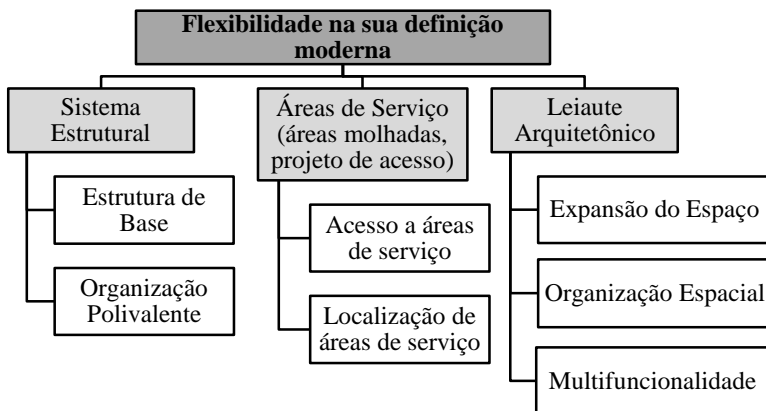 Flexibilidade na sua definição
moderna
Sistema
Estrutural
Estrutura de
Base
Organização
Polivalente
Áreas de Serviço
(áreas molhadas,
projeto de acesso)
Acesso a áreas
de serviço
Localização de
áreas de serviço
Leiaute
Arquitetônico
Expansão do Espaço
Organização Espacial
Multifuncionalidade